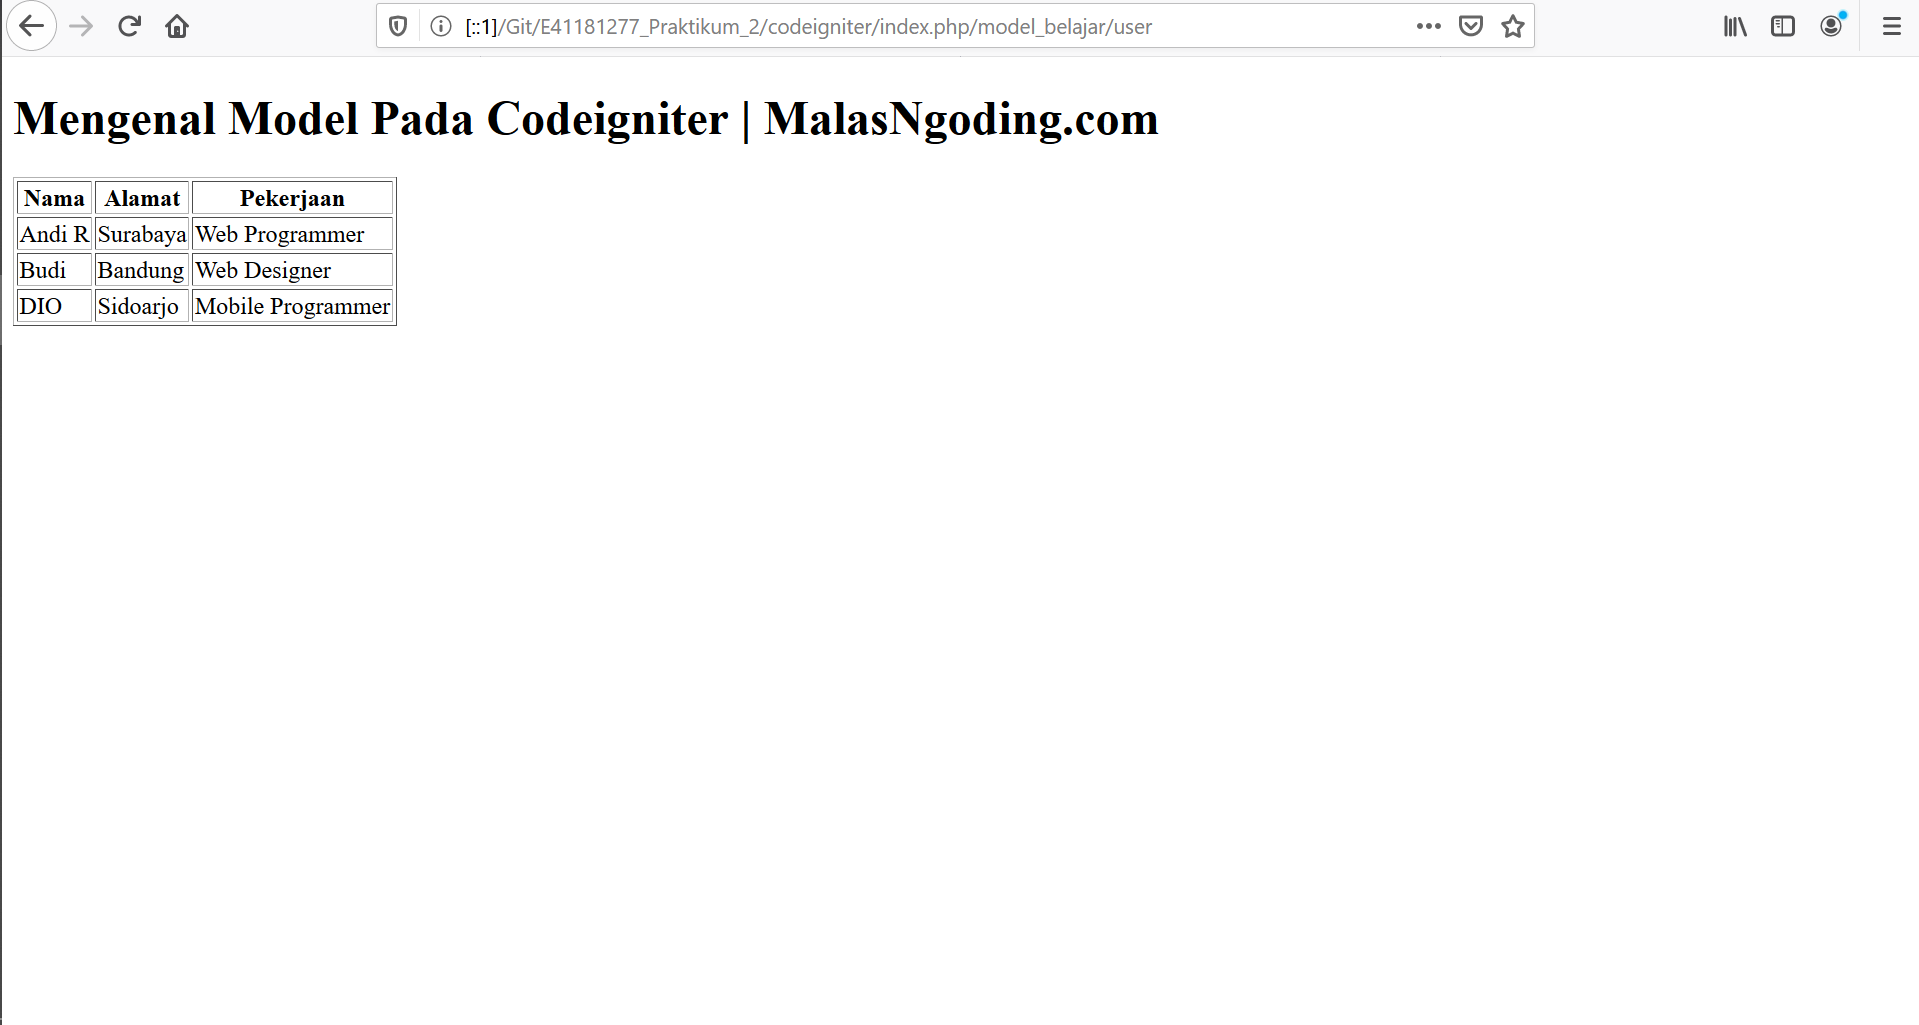 [::1]/Git/E41181277_Praktikum_2/codeigniter/index.php/model_belajar/user
Mengenal Model Pada Codeigniter | MalasNgoding.com
Nama Alamat Pekerjaan
Andi R Surabaya Web Programmer
Budi Bandung Web Designer
DIO Sidoarjo Mobile Programmer